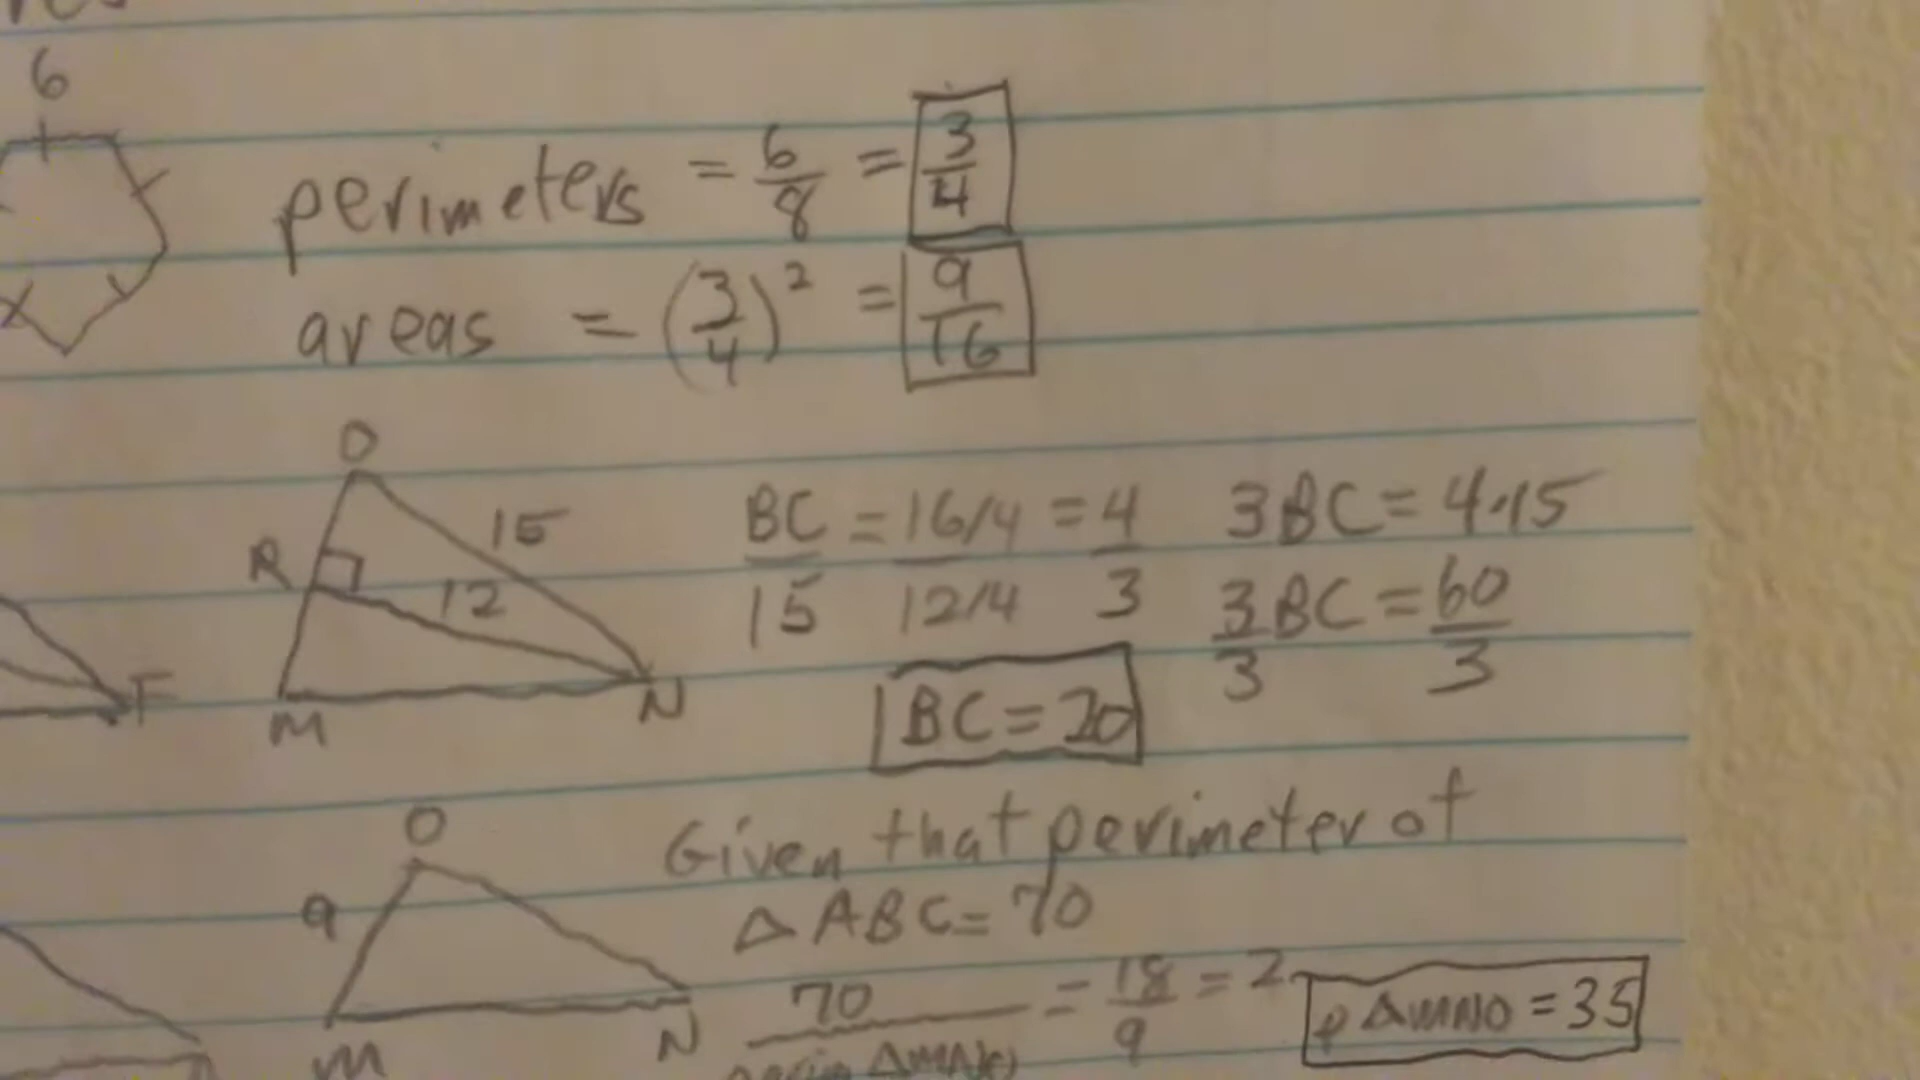 6
perimeters = 6/8 = 3/4
areas = (3/4)² = 9/16
O
R
15
12
M
N
F
BC/15 = 16/4 / 12/4 = 4/3
3BC = 4·15
3BC/3 = 60/3
BC = 20
O
9
M
N
Given that perimeter of
△ABC = 70
70 / △MNO = 18/9 = 2
p △MNO = 35